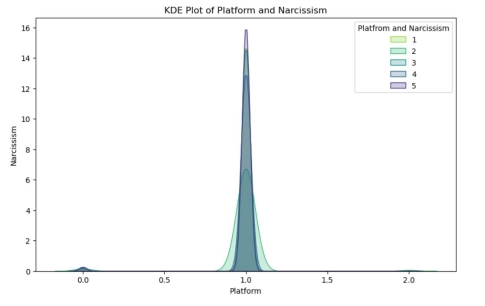 KDE Plot of Platform and Narcissism
Platfrom and Narcissism
1
2
3
4
5
Narcissism
16
14
12
10
8
6
4
2
0
0.0 0.5 1.0 1.5 2.0
Platform